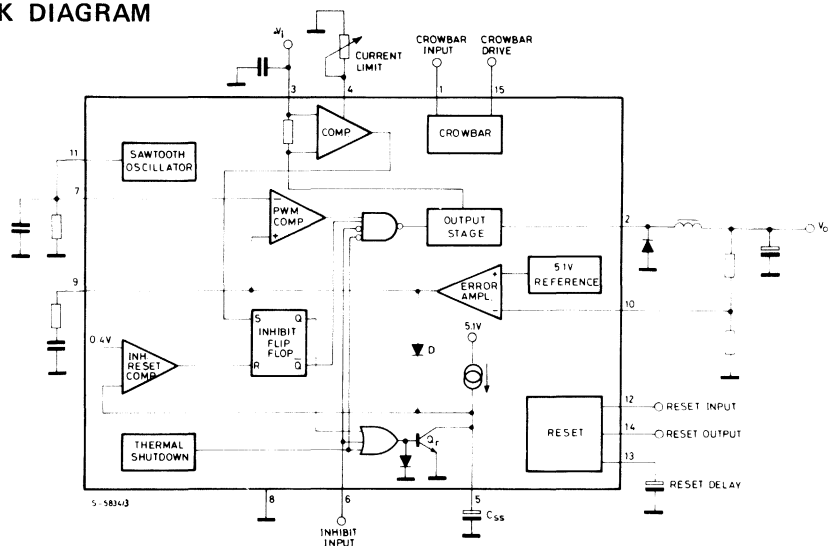 K DIAGRAM
+Vi
CURRENT
LIMIT
CROWBAR
INPUT
CROWBAR
DRIVE
3
4
1
15
11
SAWTOOTH
OSCILLATOR
COMP
CROWBAR
7
−
PWM
COMP
+
OUTPUT
STAGE
2
Vo
9
+
ERROR
AMPL.
−
5.1V
REFERENCE
10
S
Q
INHIBIT
FLIP
FLOP
R
Q̅
5.1V
0.4V
INH.
RESET
COMP
D
12
RESET INPUT
RESET
14
RESET OUTPUT
13
THERMAL
SHUTDOWN
Qr
RESET DELAY
S-5834/3
8
6
5
Css
INHIBIT
INPUT